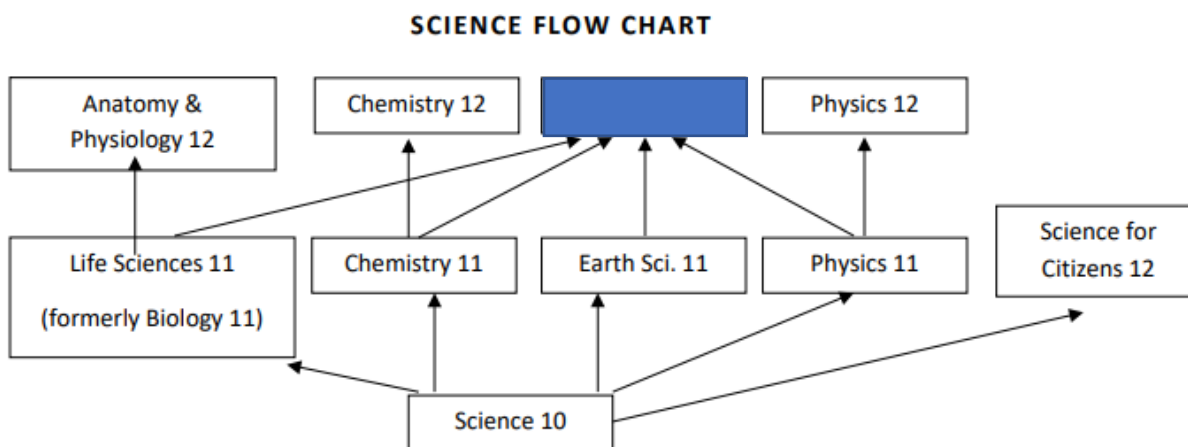 SCIENCE FLOW CHART
Anatomy &
Physiology 12
Chemistry 12
Physics 12
Life Sciences 11
(formerly Biology 11)
Chemistry 11
Earth Sci. 11
Physics 11
Science for
Citizens 12
Science 10